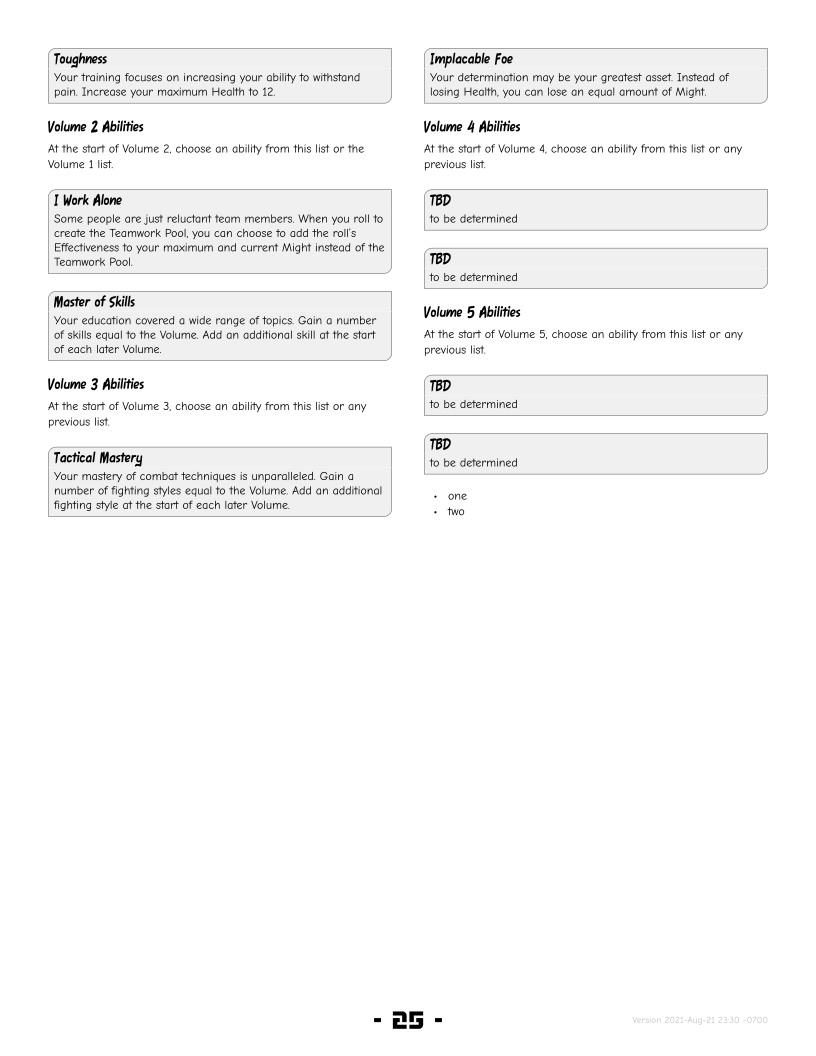 Toughness
Your training focuses on increasing your ability to withstand
pain. Increase your maximum Health to 12.
Volume 2 Abilities
At the start of Volume 2, choose an ability from this list or the
Volume 1 list.
I Work Alone
Some people are just reluctant team members. When you roll to
create the Teamwork Pool, you can choose to add the roll's
Effectiveness to your maximum and current Might instead of the
Teamwork Pool.
Master of Skills
Your education covered a wide range of topics. Gain a number
of skills equal to the Volume. Add an additional skill at the start
of each later Volume.
Volume 3 Abilities
At the start of Volume 3, choose an ability from this list or any
previous list.
Tactical Mastery
Your mastery of combat techniques is unparalleled. Gain a
number of fighting styles equal to the Volume. Add an additional
fighting style at the start of each later Volume.
Implacable Foe
Your determination may be your greatest asset. Instead of
losing Health, you can lose an equal amount of Might.
Volume 4 Abilities
At the start of Volume 4, choose an ability from this list or any
previous list.
TBD
to be determined
TBD
to be determined
Volume 5 Abilities
At the start of Volume 5, choose an ability from this list or any
previous list.
TBD
to be determined
TBD
to be determined
• one
• two
- 25 -
Version 2021-Aug-21 23:30 -0700